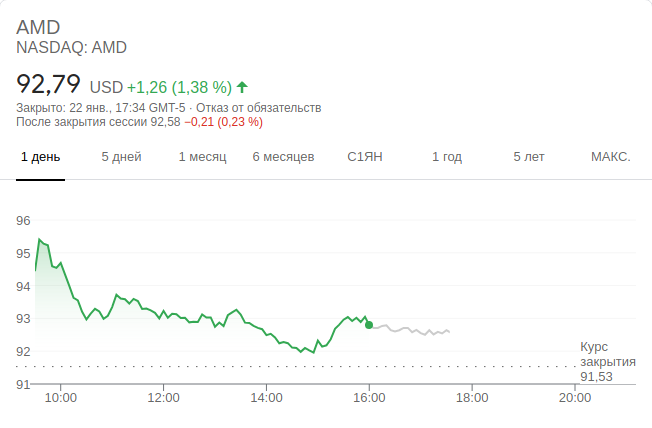 AMD
NASDAQ: AMD
92,79 USD +1,26 (1,38 %)
Закрыто: 22 янв., 17:34 GMT-5 · Отказ от обязательств
После закрытия сессии 92,58 −0,21 (0,23 %)
1 день 5 дней 1 месяц 6 месяцев С1ЯН 1 год 5 лет МАКС.
96
95
94
93
92
Курс
закрытия
91,53
91
10:00 12:00 14:00 16:00 18:00 20:00